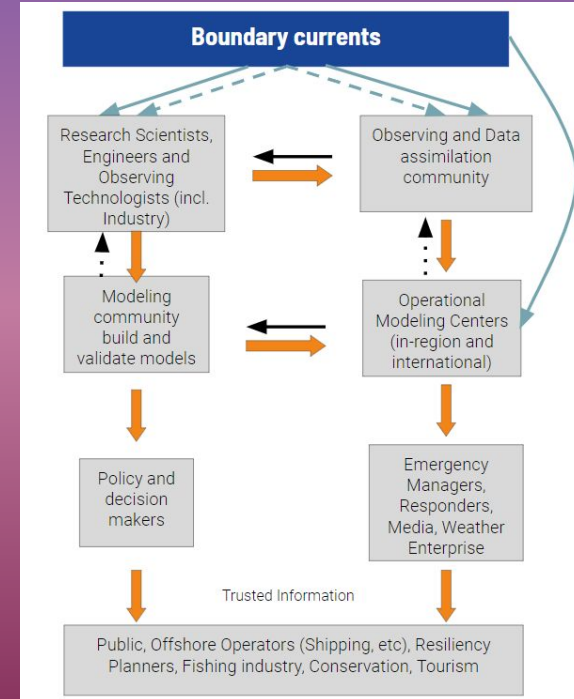 Boundary currents
Research Scientists,
Engineers and
Observing
Technologists (incl.
Industry)
Observing and Data
assimilation
community
Modeling
community
build and
validate models
Operational
Modeling Centers
(in-region and
international)
Policy and
decision
makers
Emergency
Managers,
Responders,
Media, Weather
Enterprise
Trusted Information
Public, Offshore Operators (Shipping, etc), Resiliency
Planners, Fishing industry, Conservation, Tourism